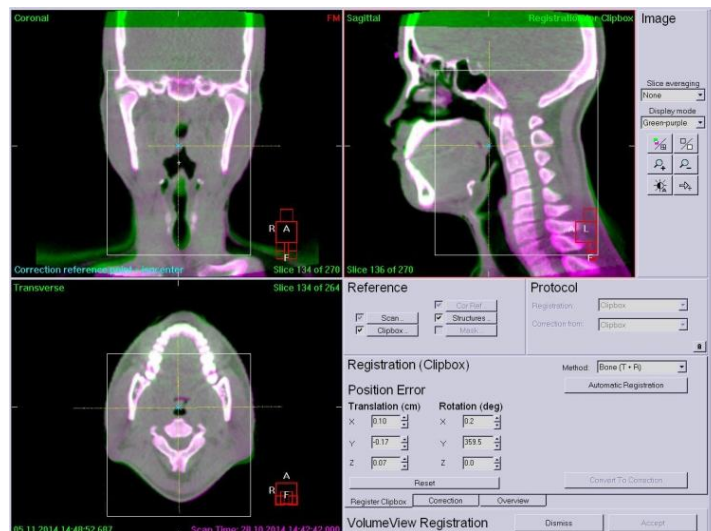 Coronal
FM
Correction reference point - Isocenter
Slice 134 of 270
R
A
F
Sagittal
Registration for Clipbox
Slice 136 of 270
L
F
Transverse
Slice 134 of 264
A
R
F
05.11.2014 14:48:52.687
Scan Time: 28.10.2014 14:42:42.000
Image
Slice averaging
None
Display mode
Green-purple
Reference
Cor Ref...
Scan...
Structures...
Clipbox...
Mask...
Protocol
Registration:
Clipbox
Correction from:
Clipbox
Registration (Clipbox)
Method:
Bone (T + R)
Automatic Registration
Position Error
Translation (cm)
Rotation (deg)
X
0.10
X
0.2
Y
-0.17
Y
359.5
Z
0.07
Z
0.0
Reset
Convert To Correction
Register Clipbox
Correction
Overview
VolumeView Registration
Dismiss
Accept